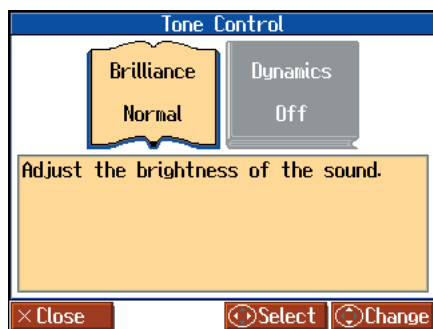 Tone Control
Brilliance
Normal
Dynamics
Off
Adjust the brightness of the sound.
× Close
Select
Change